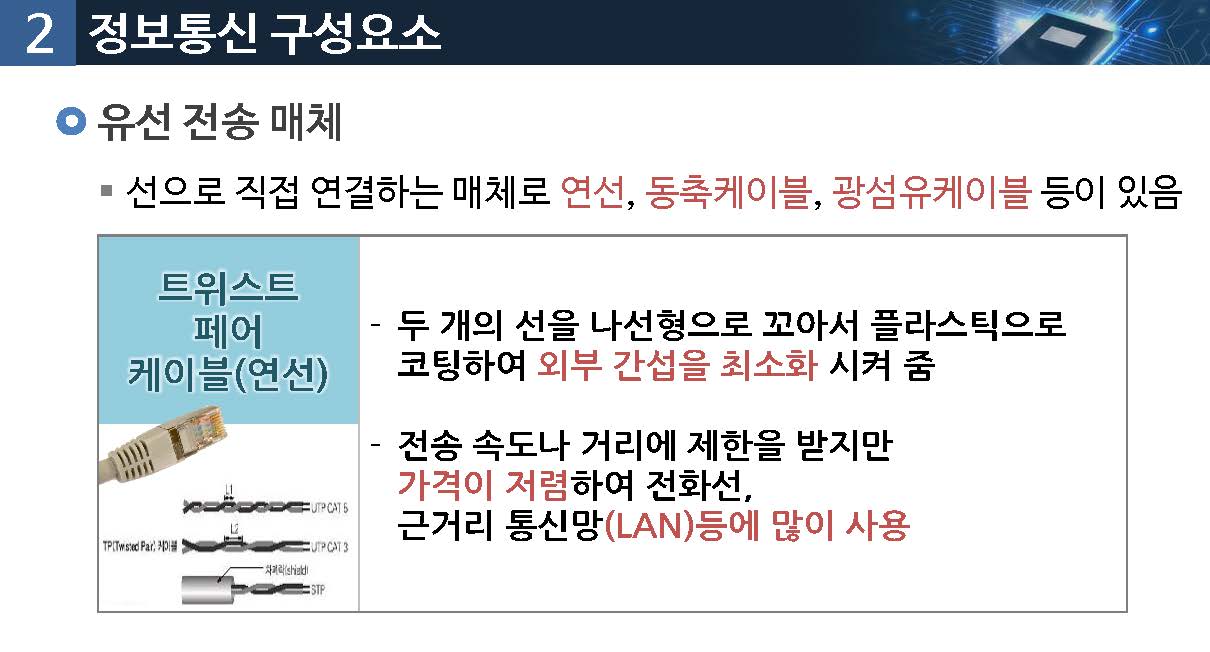 2 정보통신 구성요소
유선 전송 매체
▪ 선으로 직접 연결하는 매체로 연선, 동축케이블, 광섬유케이블 등이 있음
트위스트
페어
케이블(연선)
- 두 개의 선을 나선형으로 꼬아서 플라스틱으로
코팅하여 외부 간섭을 최소화 시켜 줌
- 전송 속도나 거리에 제한을 받지만
가격이 저렴하여 전화선,
근거리 통신망(LAN)등에 많이 사용
L1
UTP CAT 5
L2
TP(Twisted Pair) 케이블
UTP CAT 3
(shield)
STP